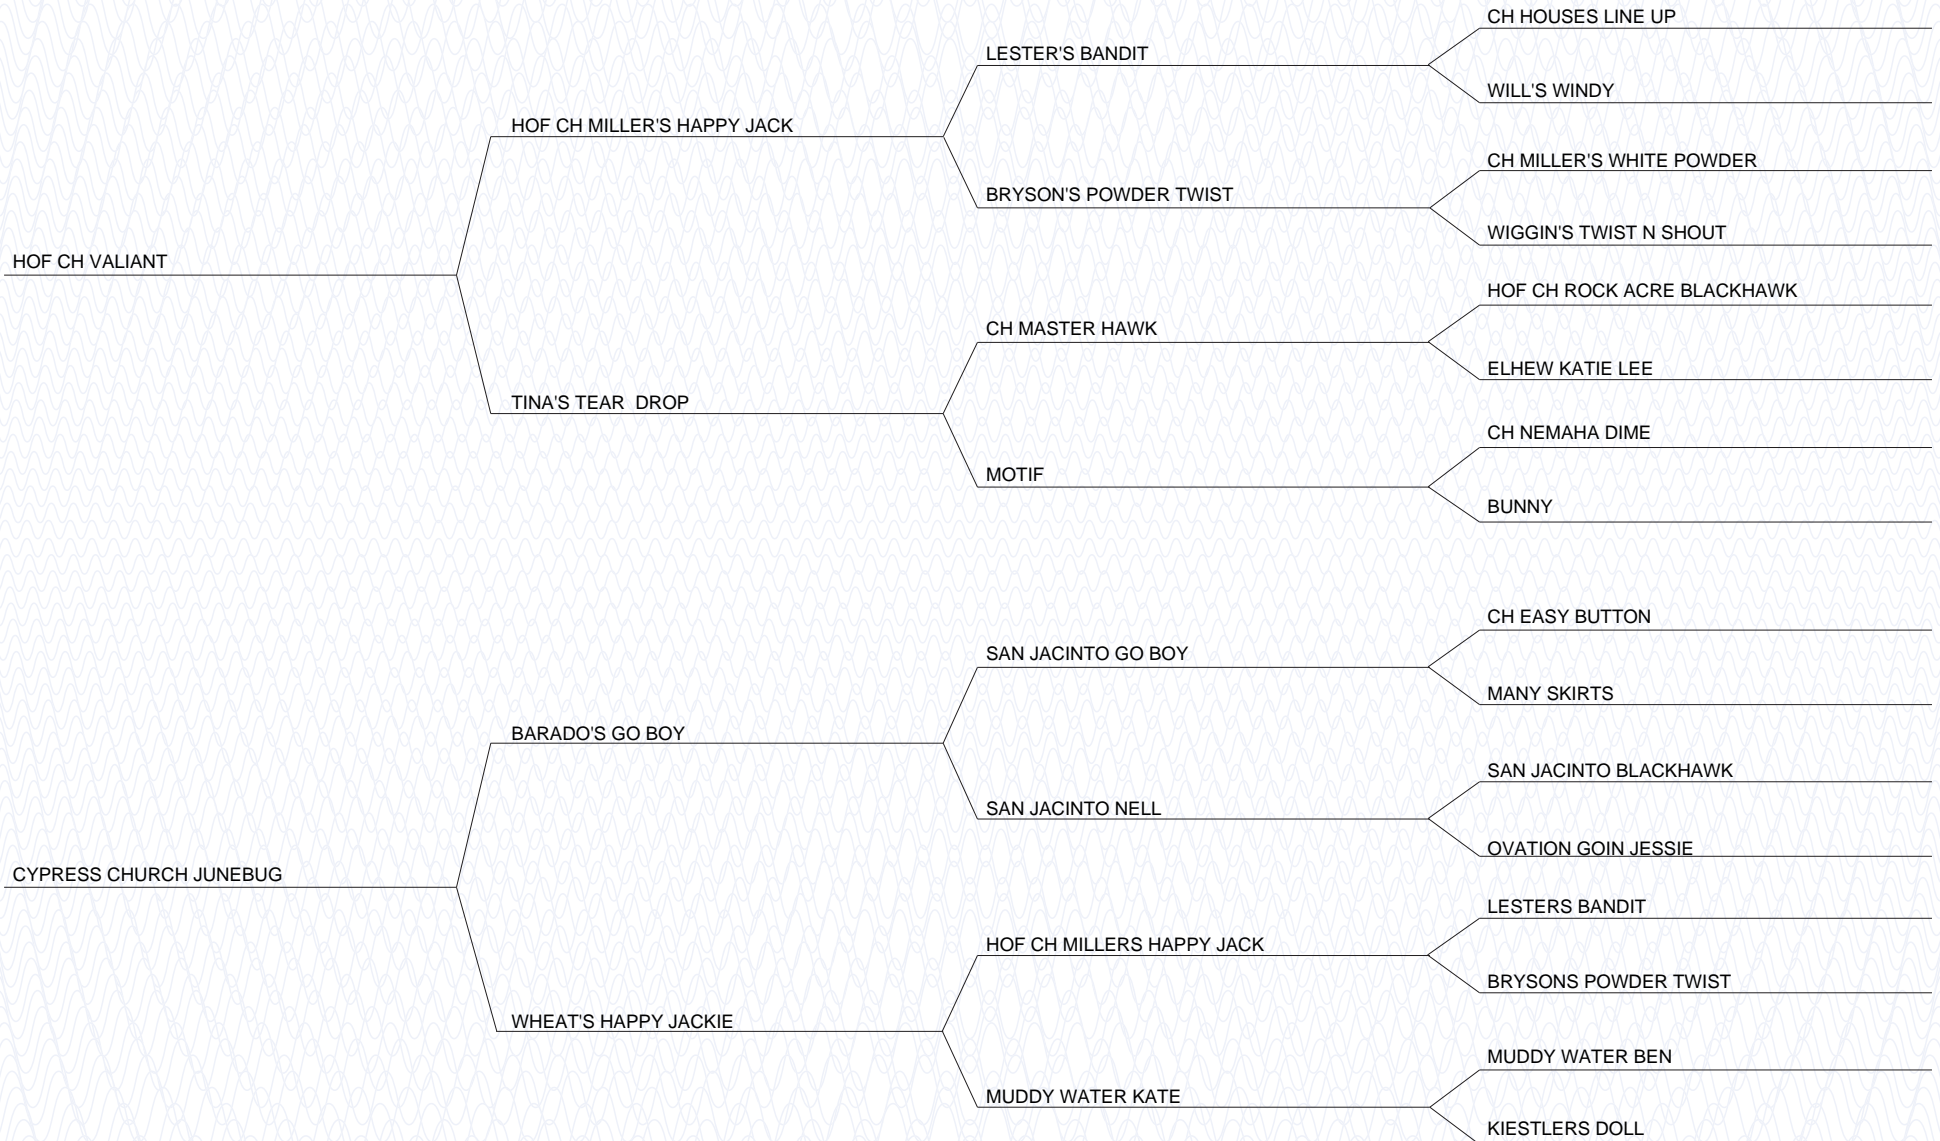 CH HOUSES LINE UP
LESTER'S BANDIT
WILL'S WINDY
HOF CH MILLER'S HAPPY JACK
CH MILLER'S WHITE POWDER
BRYSON'S POWDER TWIST
WIGGIN'S TWIST N SHOUT
HOF CH VALIANT
HOF CH ROCK ACRE BLACKHAWK
CH MASTER HAWK
ELHEW KATIE LEE
TINA'S TEAR  DROP
CH NEMAHA DIME
MOTIF
BUNNY
CH EASY BUTTON
SAN JACINTO GO BOY
MANY SKIRTS
BARADO'S GO BOY
SAN JACINTO BLACKHAWK
SAN JACINTO NELL
OVATION GOIN JESSIE
CYPRESS CHURCH JUNEBUG
LESTERS BANDIT
HOF CH MILLERS HAPPY JACK
BRYSONS POWDER TWIST
WHEAT'S HAPPY JACKIE
MUDDY WATER BEN
MUDDY WATER KATE
KIESTLERS DOLL